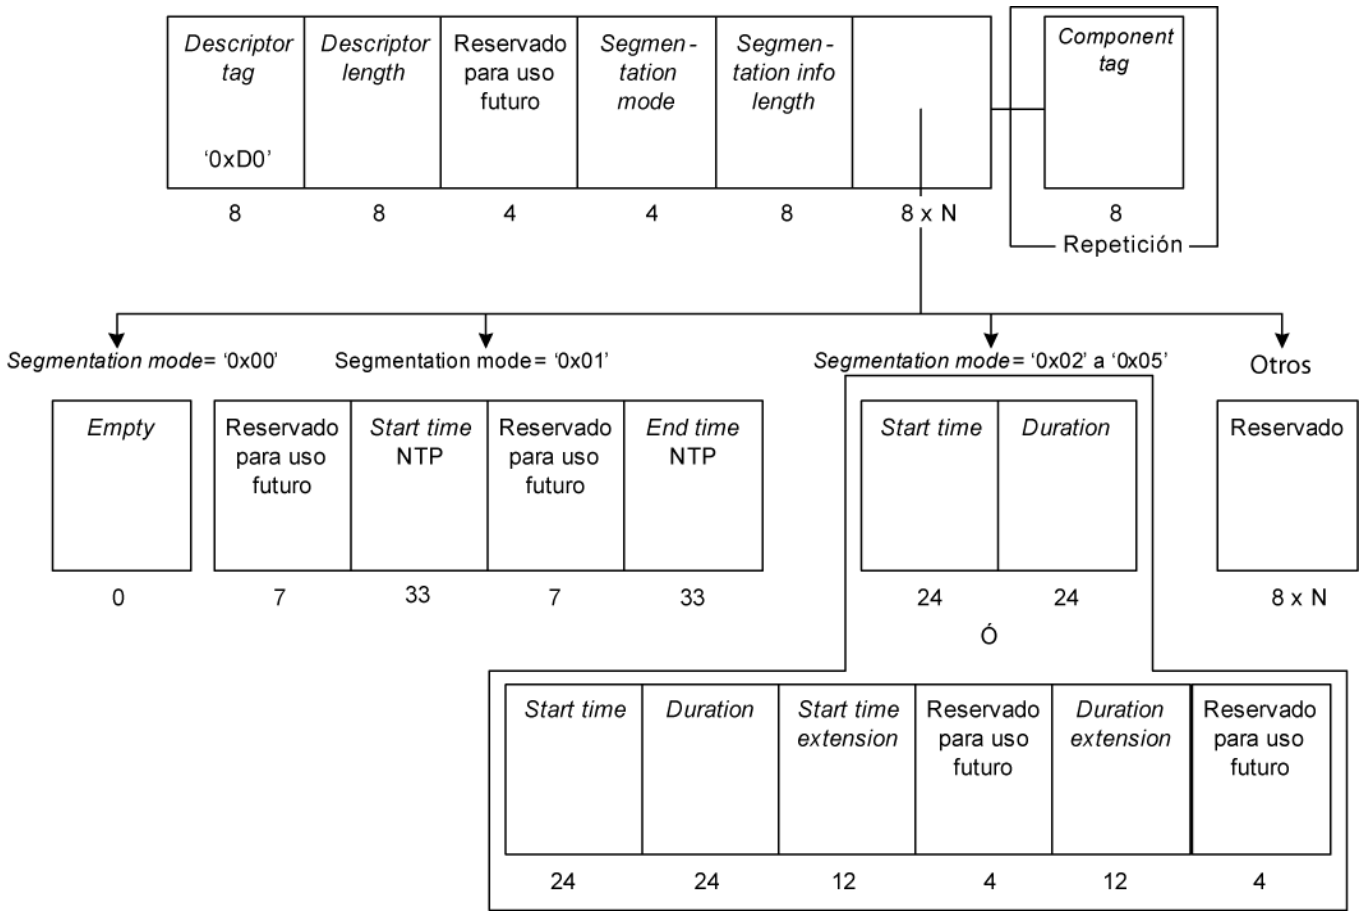 Descriptor tag
'0xD0'
Descriptor length
Reservado para uso futuro
Segmen-tation mode
Segmen-tation info length
Component tag
8
8
4
4
8
8 x N
8
Repetición
Segmentation mode= '0x00'
Segmentation mode= '0x01'
Segmentation mode= '0x02' a '0x05'
Otros
Empty
Reservado para uso futuro
Start time NTP
Reservado para uso futuro
End time NTP
Start time
Duration
Reservado
0
7
33
7
33
24
24
8 x N
Ó
Start time
Duration
Start time extension
Reservado para uso futuro
Duration extension
Reservado para uso futuro
24
24
12
4
12
4